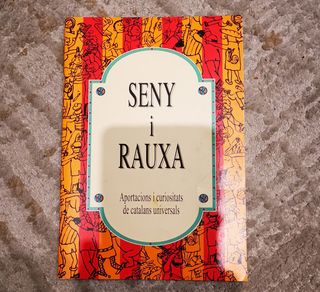 SENY
i
RAUXA
Aportacions i curiositats
de catalans universals